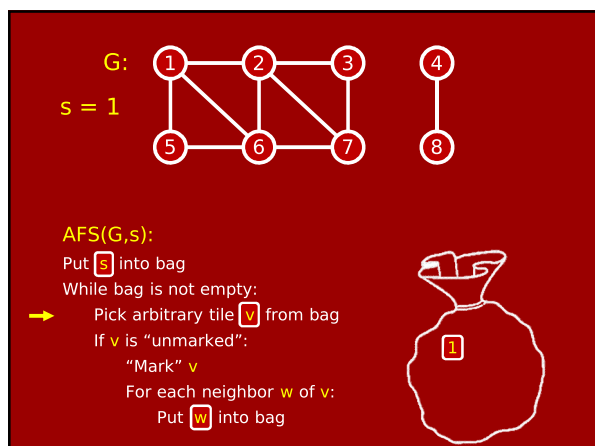 G:
1 2 3 4
s = 1
5 6 7 8
AFS(G,s):
Put s into bag
While bag is not empty:
Pick arbitrary tile v from bag
If v is “unmarked”:
1
“Mark” v
For each neighbor w of v:
Put w into bag